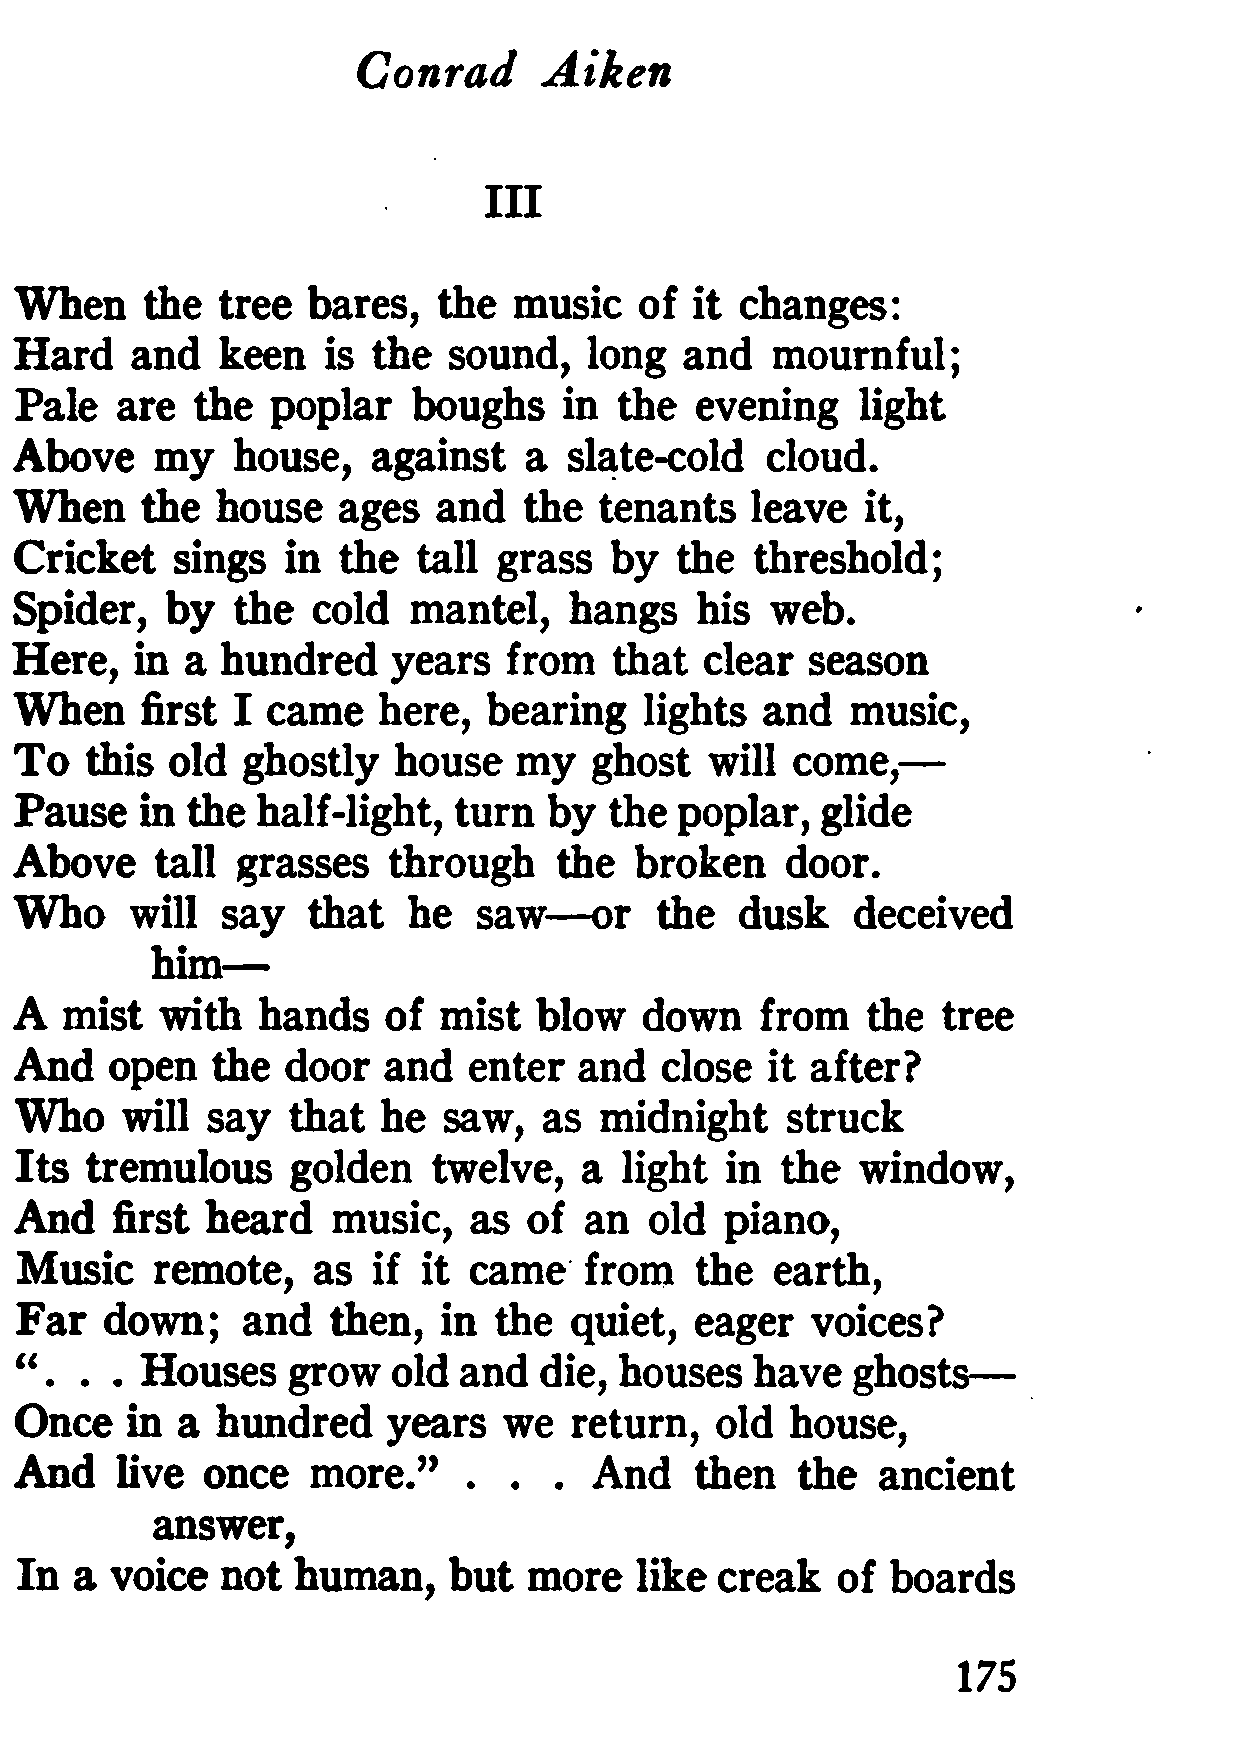 Conrad Aiken
III
When the tree bares, the music of it changes:
Hard and keen is the sound, long and mournful;
Pale are the poplar boughs in the evening light
Above my house, against a slate-cold cloud.
When the house ages and the tenants leave it,
Cricket sings in the tall grass by the threshold;
Spider, by the cold mantel, hangs his web.
Here, in a hundred years from that clear season
When first I came here, bearing lights and music,
To this old ghostly house my ghost will come,—
Pause in the half-light, turn by the poplar, glide
Above tall grasses through the broken door.
Who will say that he saw—or the dusk deceived
him—
A mist with hands of mist blow down from the tree
And open the door and enter and close it after?
Who will say that he saw, as midnight struck
Its tremulous golden twelve, a light in the window,
And first heard music, as of an old piano,
Music remote, as if it came from the earth,
Far down; and then, in the quiet, eager voices?
“. . . Houses grow old and die, houses have ghosts—
Once in a hundred years we return, old house,
And live once more.” . . . And then the ancient
answer,
In a voice not human, but more like creak of boards
175